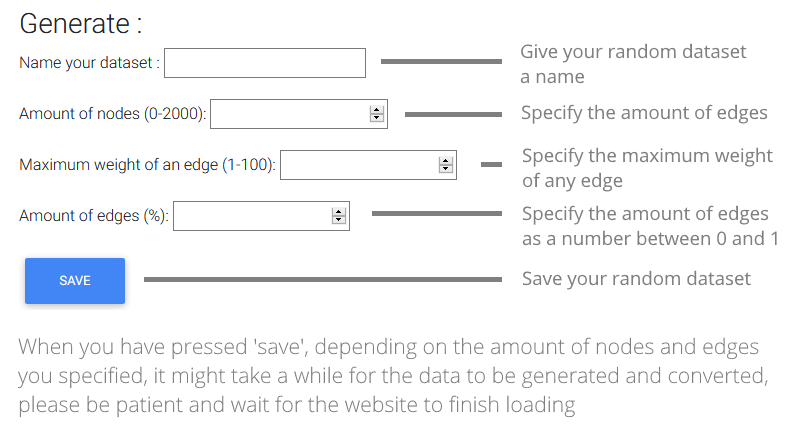 Generate :
Name your dataset :
Give your random dataset
a name
Amount of nodes (0-2000):
Specify the amount of edges
Maximum weight of an edge (1-100):
Specify the maximum weight
of any edge
Amount of edges (%):
Specify the amount of edges
as a number between 0 and 1
SAVE
Save your random dataset
When you have pressed 'save', depending on the amount of nodes and edges
you specified, it might take a while for the data to be generated and converted,
please be patient and wait for the website to finish loading